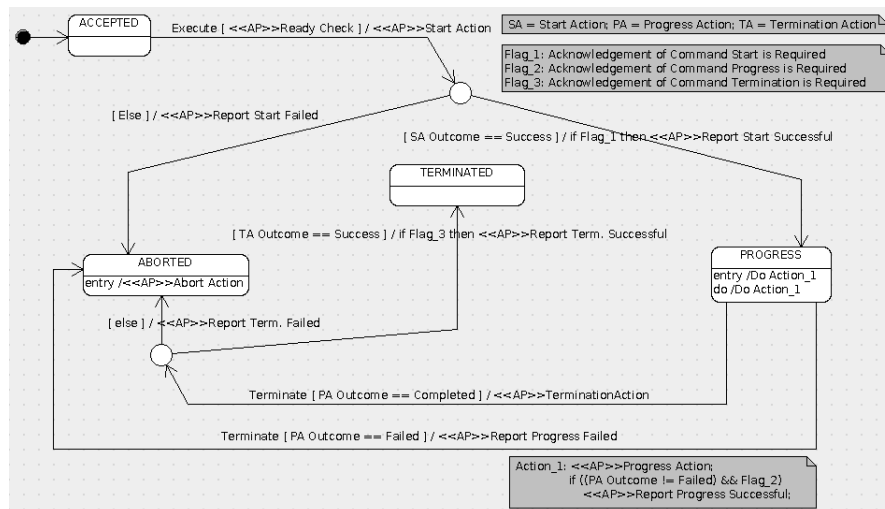 ACCEPTED
Execute [ <<AP>>Ready Check ] / <<AP>>Start Action
SA = Start Action; PA = Progress Action; TA = Termination Action
Flag_1: Acknowledgement of Command Start is Required
Flag_2: Acknowledgement of Command Progress is Required
Flag_3: Acknowledgement of Command Termination is Required
[ Else ] / <<AP>>Report Start Failed
[ SA Outcome == Success ] / if Flag_1 then <<AP>>Report Start Successful
TERMINATED
[ TA Outcome == Success ] / if Flag_3 then <<AP>>Report Term. Successful
ABORTED
entry /<<AP>>Abort Action
PROGRESS
entry /Do Action_1
do /Do Action_1
[ else ] / <<AP>>Report Term. Failed
Terminate [ PA Outcome == Completed ] / <<AP>>TerminationAction
Terminate [ PA Outcome == Failed ] / <<AP>>Report Progress Failed
Action_1: <<AP>>Progress Action;
if ((PA Outcome != Failed) && Flag_2)
<<AP>>Report Progress Successful;